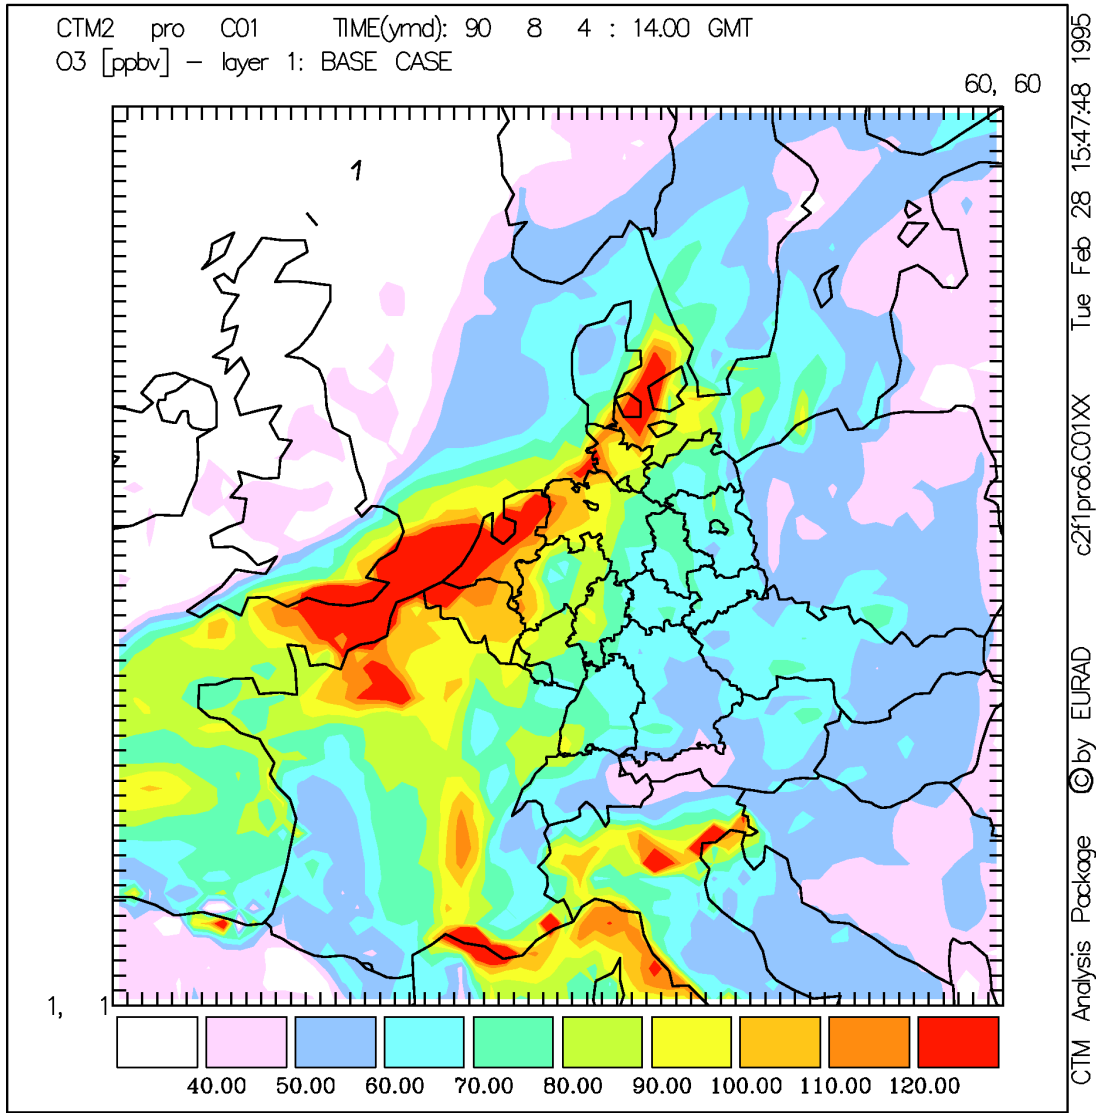 CTM2 pro C01 TIME(ymd): 90 8 4 : 14.00 GMT
O3 [ppbv] – layer 1: BASE CASE
60, 60
1
1, 1
40.00 50.00 60.00 70.00 80.00 90.00 100.00 110.00 120.00
CTM Analysis Package © by EURAD c2f1pro6.001XX Tue Feb 28 15:47:48 1995